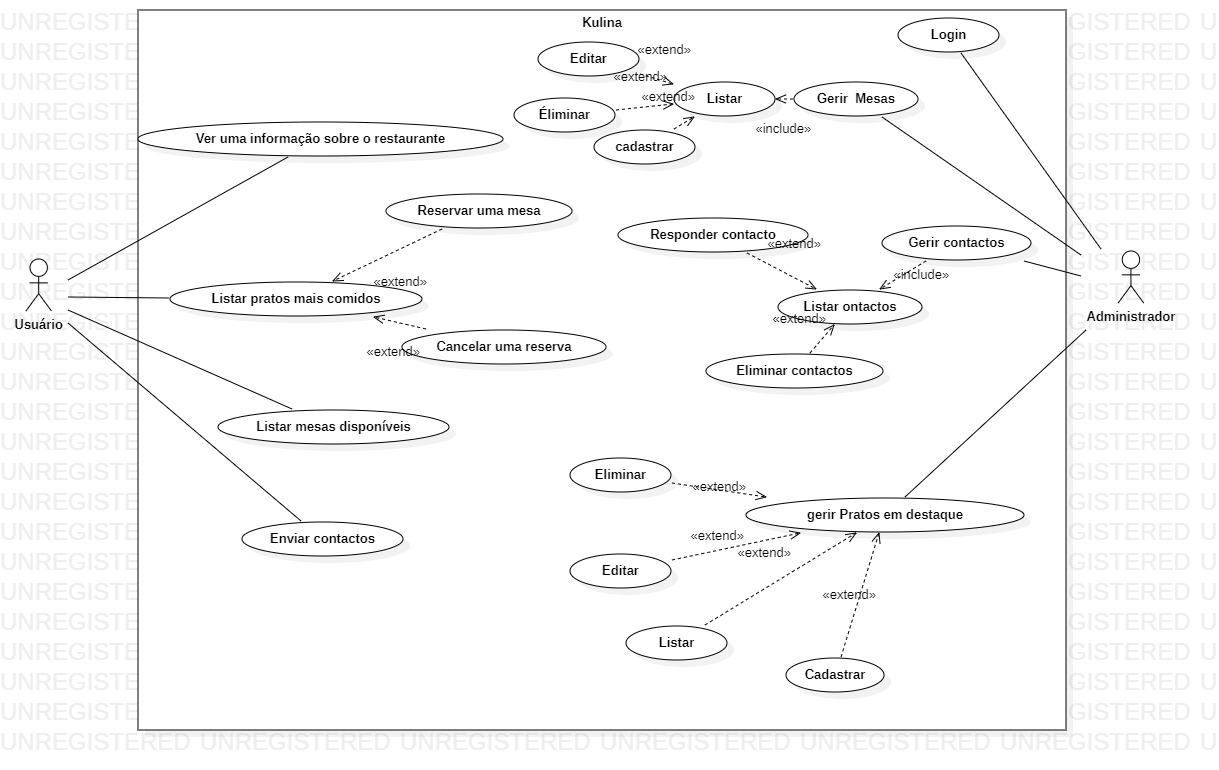 Kulina
Login
Editar
«extend»
«extend»
«extend»
Listar
Gerir  Mesas
Éliminar
«include»
cadastrar
Ver uma informação sobre o restaurante
Reservar uma mesa
Responder contacto
«extend»
Gerir contactos
«include»
«extend»
Listar pratos mais comidos
Listar ontactos
«extend»
Usuário
Administrador
Cancelar uma reserva
«extend»
Eliminar contactos
Listar mesas disponíveis
Eliminar
«extend»
gerir Pratos em destaque
Enviar contactos
«extend»
«extend»
Editar
«extend»
Listar
Cadastrar
UNREGISTERED UNREGISTERED UNREGISTERED UNREGISTERED UNREGISTERED UNREGISTERED U